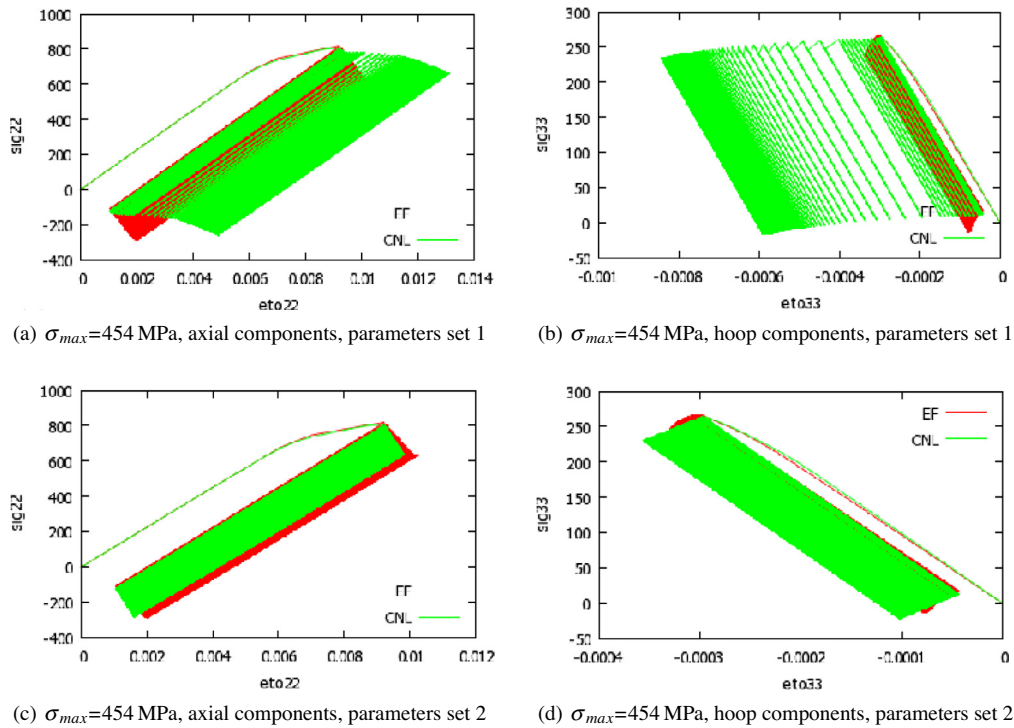 1000
800
600
400
200
0
-200
-400
sig22
0 0.002 0.004 0.006 0.008 0.01 0.012 0.014
eto22
FF
CNL
(a) σmax=454 MPa, axial components, parameters set 1
300
250
200
150
100
50
0
-50
sig33
-0.001 -0.0008 -0.0006 -0.0004 -0.0002 0
eto33
FF
CNL
(b) σmax=454 MPa, hoop components, parameters set 1
1000
800
600
400
200
0
-200
-400
sig22
0 0.002 0.004 0.006 0.008 0.01 0.012
eto22
FF
CNL
(c) σmax=454 MPa, axial components, parameters set 2
300
250
200
150
100
50
0
-50
sig33
-0.0004 -0.0003 -0.0002 -0.0001 0
eto33
EF
CNL
(d) σmax=454 MPa, hoop components, parameters set 2